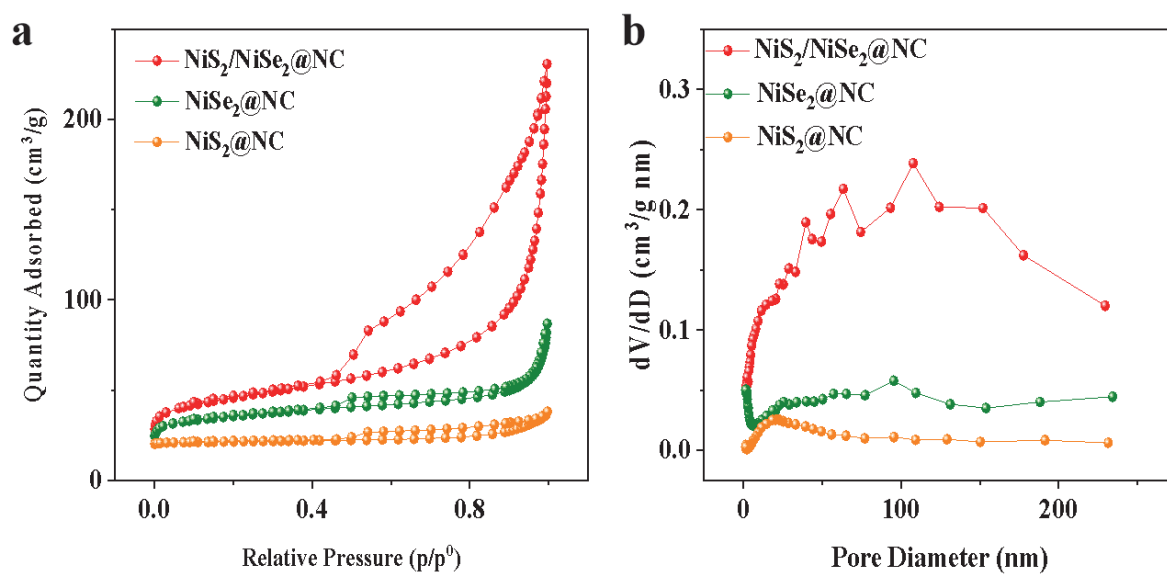 a
NiS₂/NiSe₂@NC
NiSe₂@NC
NiS₂@NC
Quantity Adsorbed (cm³/g)
200
100
0
0.0 0.4 0.8
Relative Pressure (p/p⁰)
b
NiS₂/NiSe₂@NC
NiSe₂@NC
NiS₂@NC
dV/dD (cm³/g nm)
0.3
0.2
0.1
0.0
0 100 200
Pore Diameter (nm)